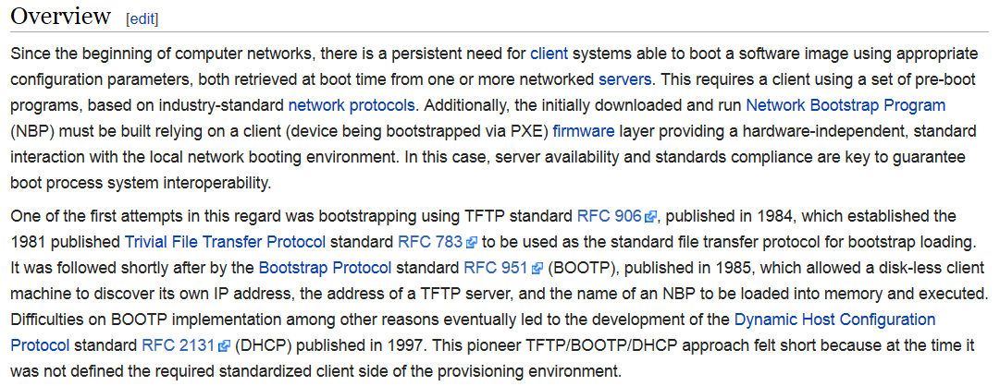 Overview [edit]
Since the beginning of computer networks, there is a persistent need for client systems able to boot a software image using appropriate
configuration parameters, both retrieved at boot time from one or more networked servers. This requires a client using a set of pre-boot
programs, based on industry-standard network protocols. Additionally, the initially downloaded and run Network Bootstrap Program
(NBP) must be built relying on a client (device being bootstrapped via PXE) firmware layer providing a hardware-independent, standard
interaction with the local network booting environment. In this case, server availability and standards compliance are key to guarantee
boot process system interoperability.
One of the first attempts in this regard was bootstrapping using TFTP standard RFC 906, published in 1984, which established the
1981 published Trivial File Transfer Protocol standard RFC 783 to be used as the standard file transfer protocol for bootstrap loading.
It was followed shortly after by the Bootstrap Protocol standard RFC 951 (BOOTP), published in 1985, which allowed a disk-less client
machine to discover its own IP address, the address of a TFTP server, and the name of an NBP to be loaded into memory and executed.
Difficulties on BOOTP implementation among other reasons eventually led to the development of the Dynamic Host Configuration
Protocol standard RFC 2131 (DHCP) published in 1997. This pioneer TFTP/BOOTP/DHCP approach felt short because at the time it
was not defined the required standardized client side of the provisioning environment.